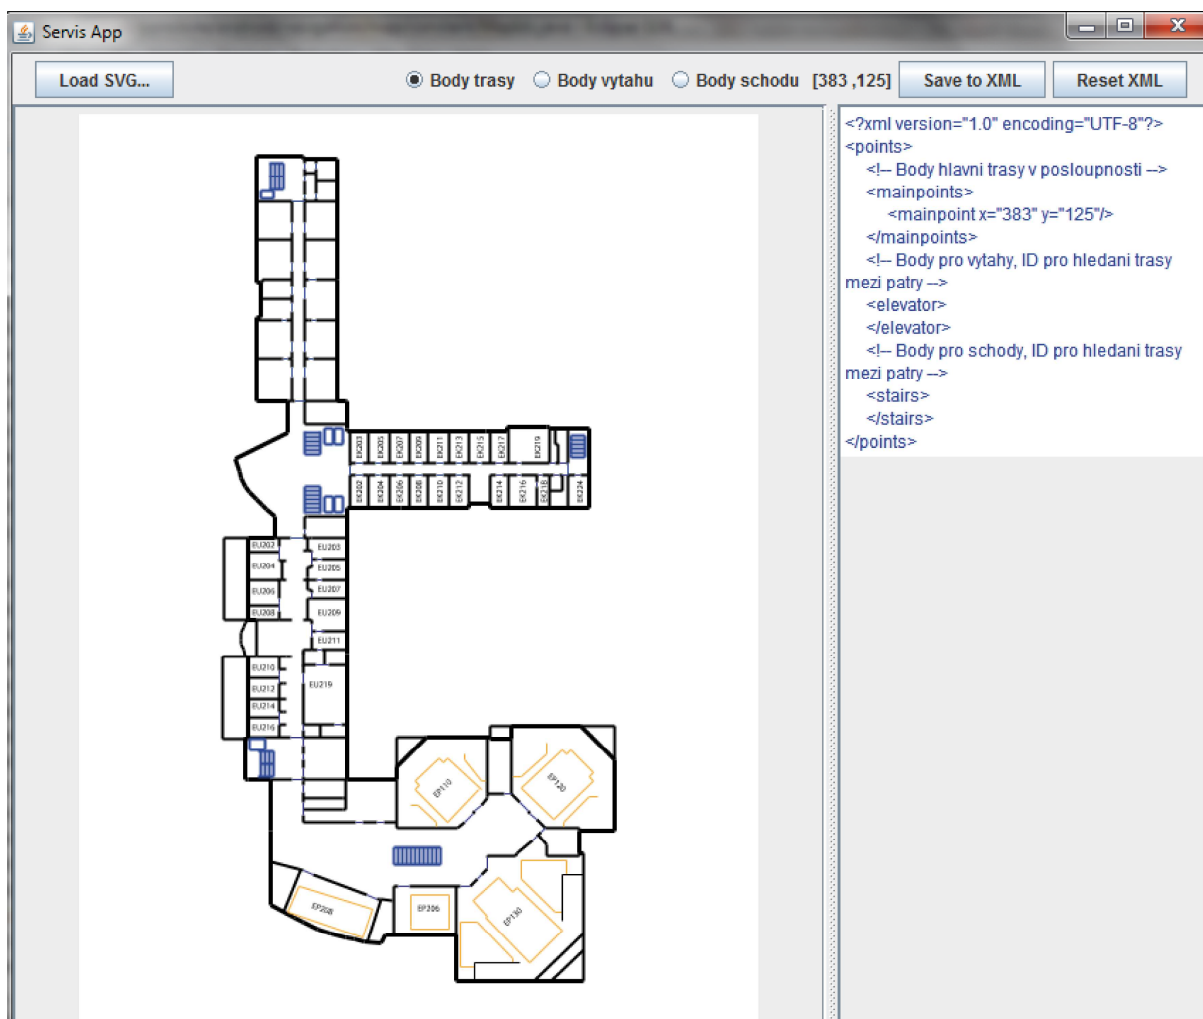 Servis App
Load SVG...
Body trasy
Body vytahu
Body schodu
[383 ,125]
Save to XML
Reset XML
<?xml version="1.0" encoding="UTF-8"?>
<points>
<!-- Body hlavni trasy v posloupnosti -->
<mainpoints>
<mainpoint x="383" y="125"/>
</mainpoints>
<!-- Body pro vytahy, ID pro hledani trasy
mezi patry -->
<elevator>
</elevator>
<!-- Body pro schody, ID pro hledani trasy
mezi patry -->
<stairs>
</stairs>
</points>
EK203
EK205
EK207
EK209
EK211
EK213
EK215
EK217
EK219
EK202
EK204
EK206
EK208
EK210
EK212
EK214
EK216
EK218
EK224
EU202
EU203
EU204
EU205
EU206
EU207
EU208
EU209
EU211
EU210
EU212
EU219
EU214
EU216
EP110
EP120
EP208
EP206
EP130